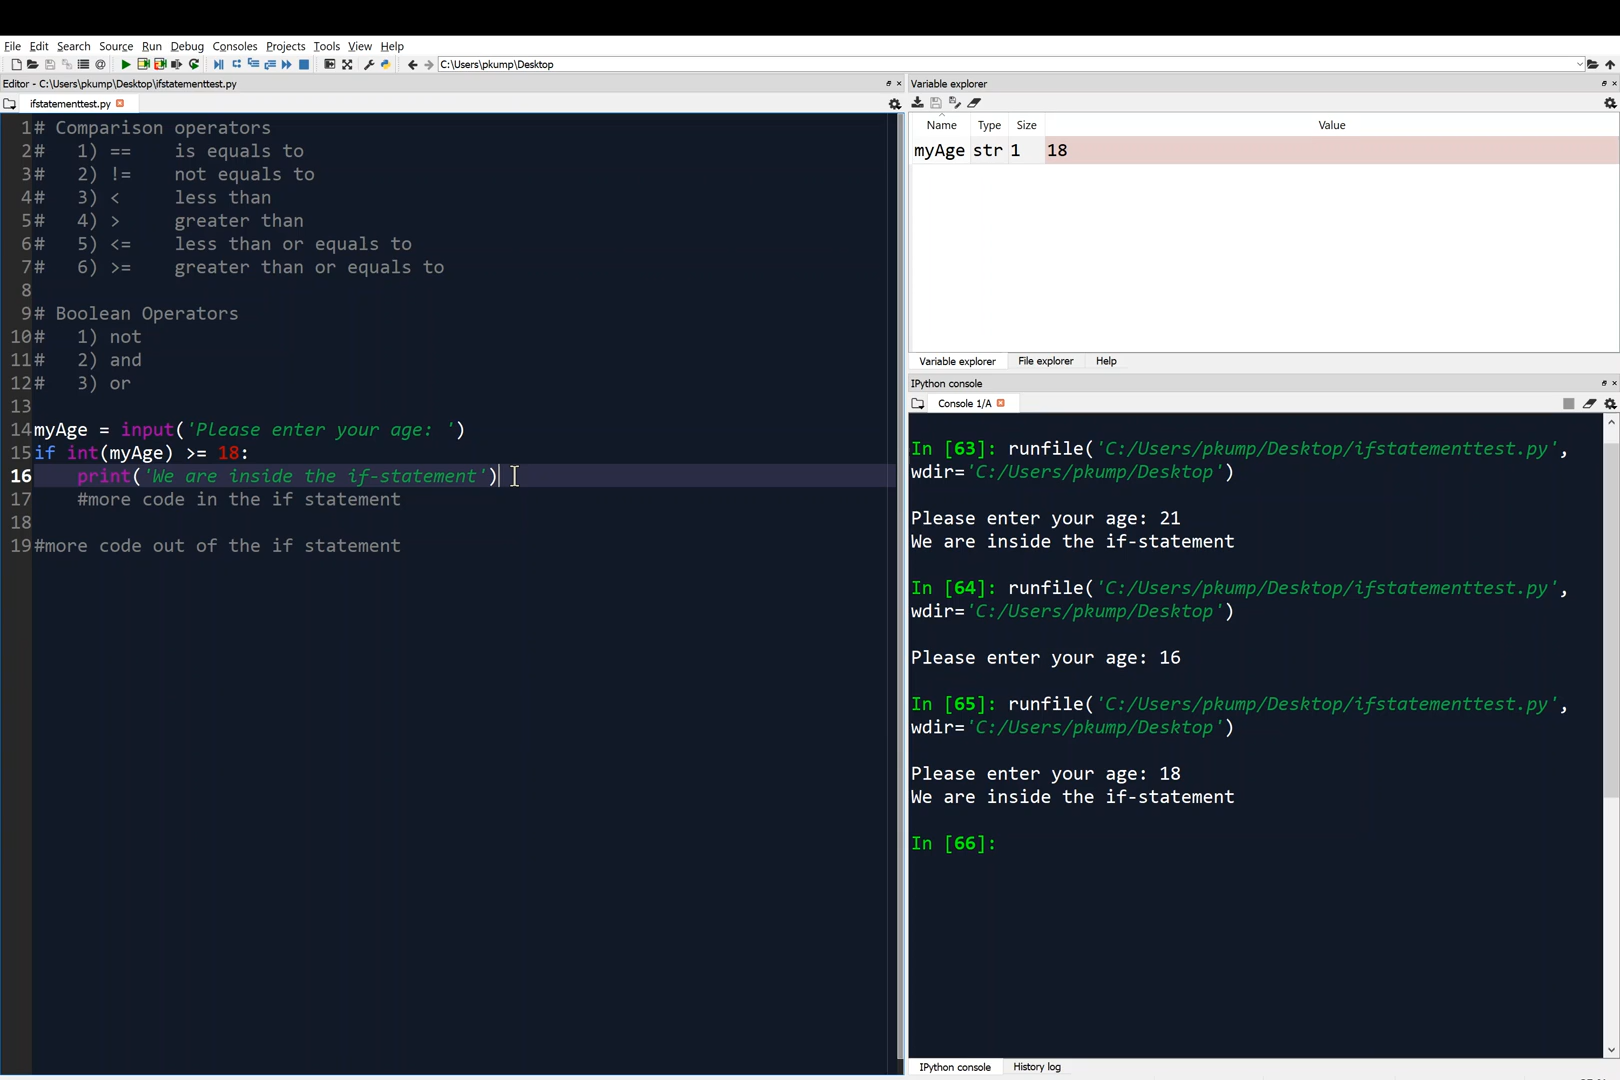 File Edit Search Source Run Debug Consoles Projects Tools View Help
C:\Users\pkump\Desktop
Editor - C:\Users\pkump\Desktop\ifstatementtest.py
ifstatementtest.py
1# Comparison operators
2#   1) ==    is equals to
3#   2) !=    not equals to
4#   3) <     less than
5#   4) >     greater than
6#   5) <=    less than or equals to
7#   6) >=    greater than or equals to
8
9# Boolean Operators
10#   1) not
11#   2) and
12#   3) or
13
14myAge = input('Please enter your age: ')
15if int(myAge) >= 18:
16    print('We are inside the if-statement')
17    #more code in the if statement
18
19#more code out of the if statement
Variable explorer
Name Type Size Value
myAge str 1 18
Variable explorer File explorer Help
IPython console
Console 1/A
In [63]: runfile('C:/Users/pkump/Desktop/ifstatementtest.py',
wdir='C:/Users/pkump/Desktop')
Please enter your age: 21
We are inside the if-statement
In [64]: runfile('C:/Users/pkump/Desktop/ifstatementtest.py',
wdir='C:/Users/pkump/Desktop')
Please enter your age: 16
In [65]: runfile('C:/Users/pkump/Desktop/ifstatementtest.py',
wdir='C:/Users/pkump/Desktop')
Please enter your age: 18
We are inside the if-statement
In [66]:
IPython console History log